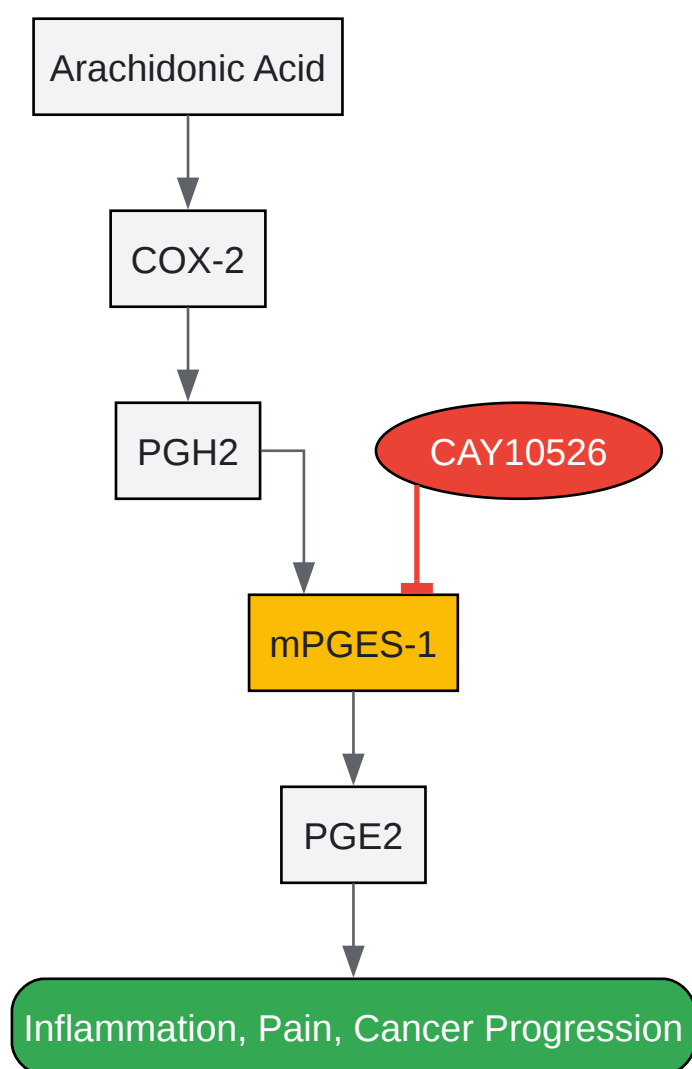 Arachidonic Acid
COX-2
PGH2
CAY10526
mPGES-1
PGE2
Inflammation, Pain, Cancer Progression